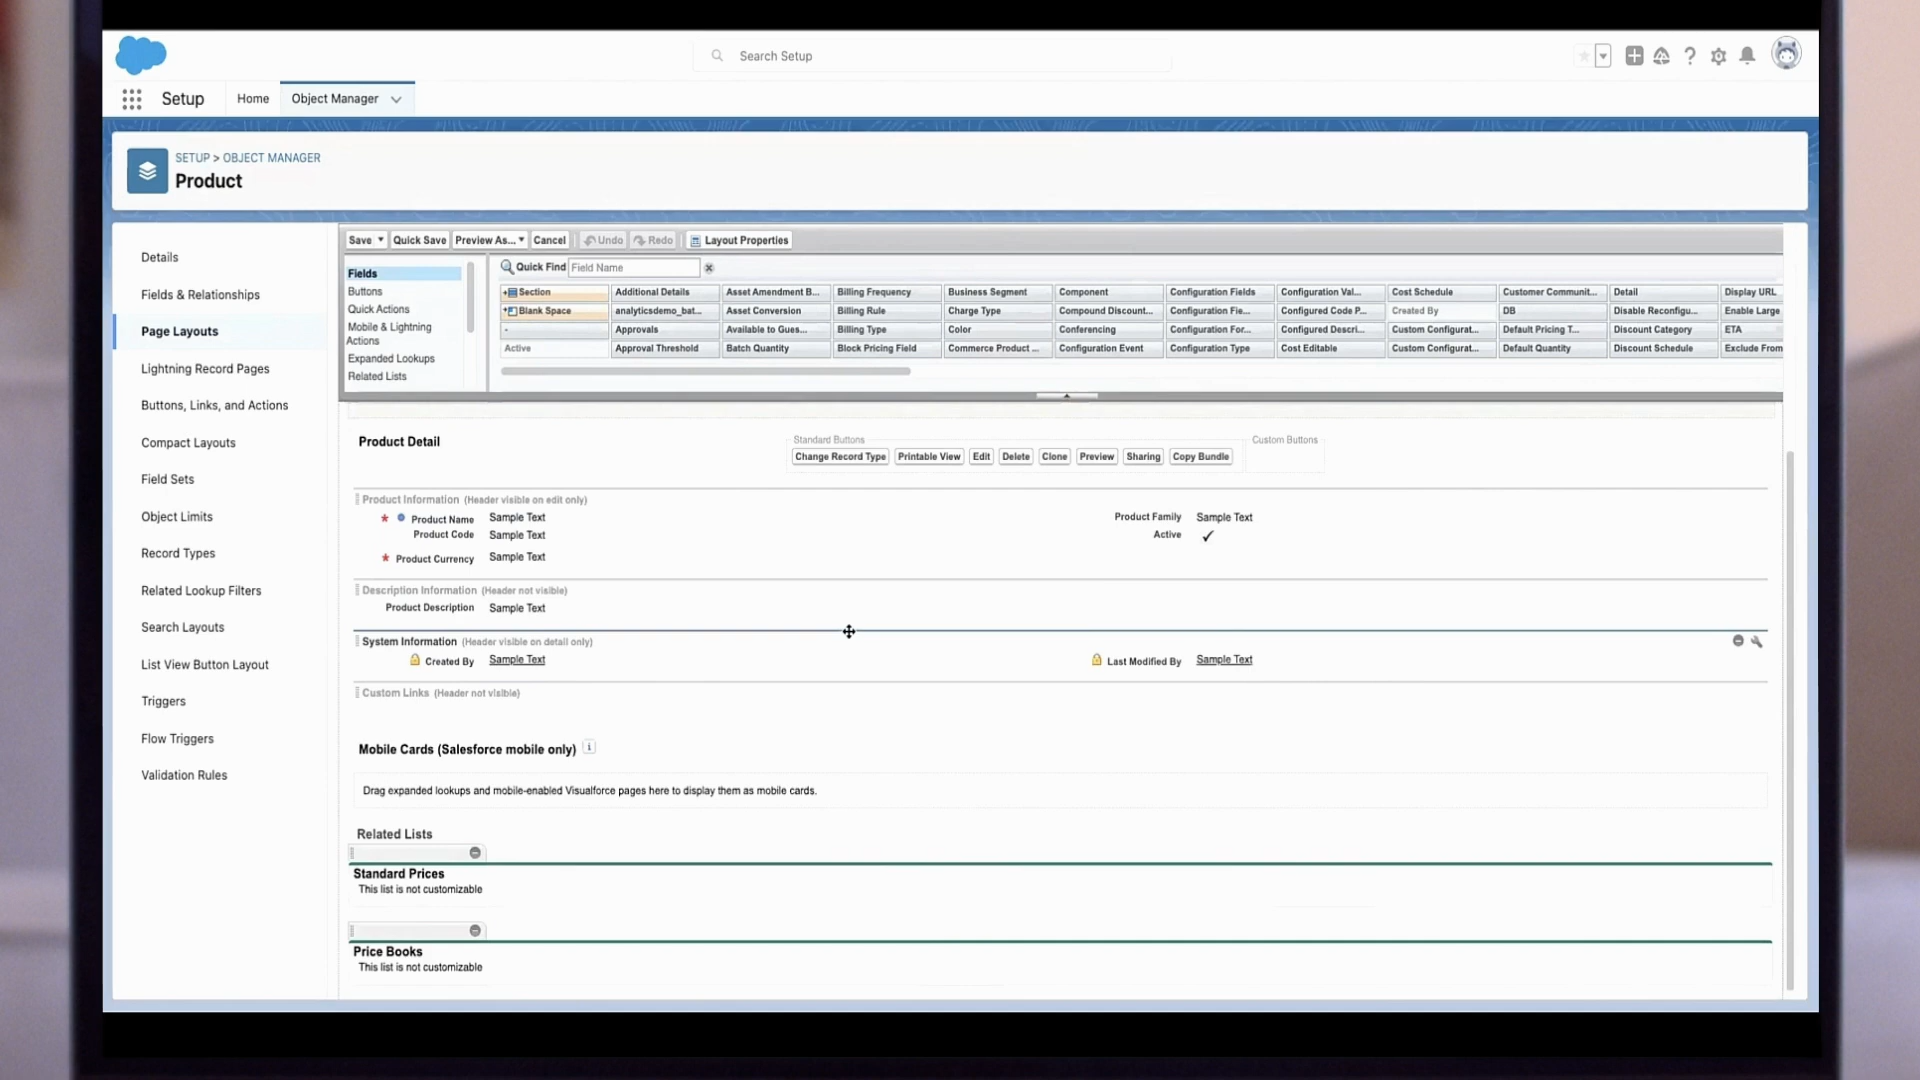 Search Setup
Setup
Home
Object Manager
SETUP > OBJECT MANAGER
Product
Details
Fields & Relationships
Page Layouts
Lightning Record Pages
Buttons, Links, and Actions
Compact Layouts
Field Sets
Object Limits
Record Types
Related Lookup Filters
Search Layouts
List View Button Layout
Triggers
Flow Triggers
Validation Rules
Save Quick Save Preview As... Cancel Undo Redo Layout Properties
Fields
Buttons
Quick Actions
Mobile & Lightning
Actions
Expanded Lookups
Related Lists
Quick Find Field Name
Section Additional Details Asset Amendment B... Billing Frequency Business Segment Component Configuration Fields Configuration Val... Cost Schedule Customer Communit... Detail Display URL
Blank Space analyticsdemo_bat... Asset Conversion Billing Rule Charge Type Compound Discount... Configuration Fie... Configured Code P... Created By DB Disable Reconfigu... Enable Large
- Approvals Available to Gues... Billing Type Color Conferencing Configuration For... Configured Descri... Custom Configurat... Default Pricing T... Discount Category ETA
Active Approval Threshold Batch Quantity Block Pricing Field Commerce Product ... Configuration Event Configuration Type Cost Editable Custom Configurat... Default Quantity Discount Schedule Exclude From
Product Detail
Standard Buttons
Custom Buttons
Change Record Type Printable View Edit Delete Clone Preview Sharing Copy Bundle
Product Information (Header visible on edit only)
* Product Name Sample Text Product Family Sample Text
Product Code Sample Text Active ✓
* Product Currency Sample Text
Description Information (Header not visible)
Product Description Sample Text
System Information (Header visible on detail only)
Created By Sample Text Last Modified By Sample Text
Custom Links (Header not visible)
Mobile Cards (Salesforce mobile only) i
Drag expanded lookups and mobile-enabled Visualforce pages here to display them as mobile cards.
Related Lists
Standard Prices
This list is not customizable
Price Books
This list is not customizable